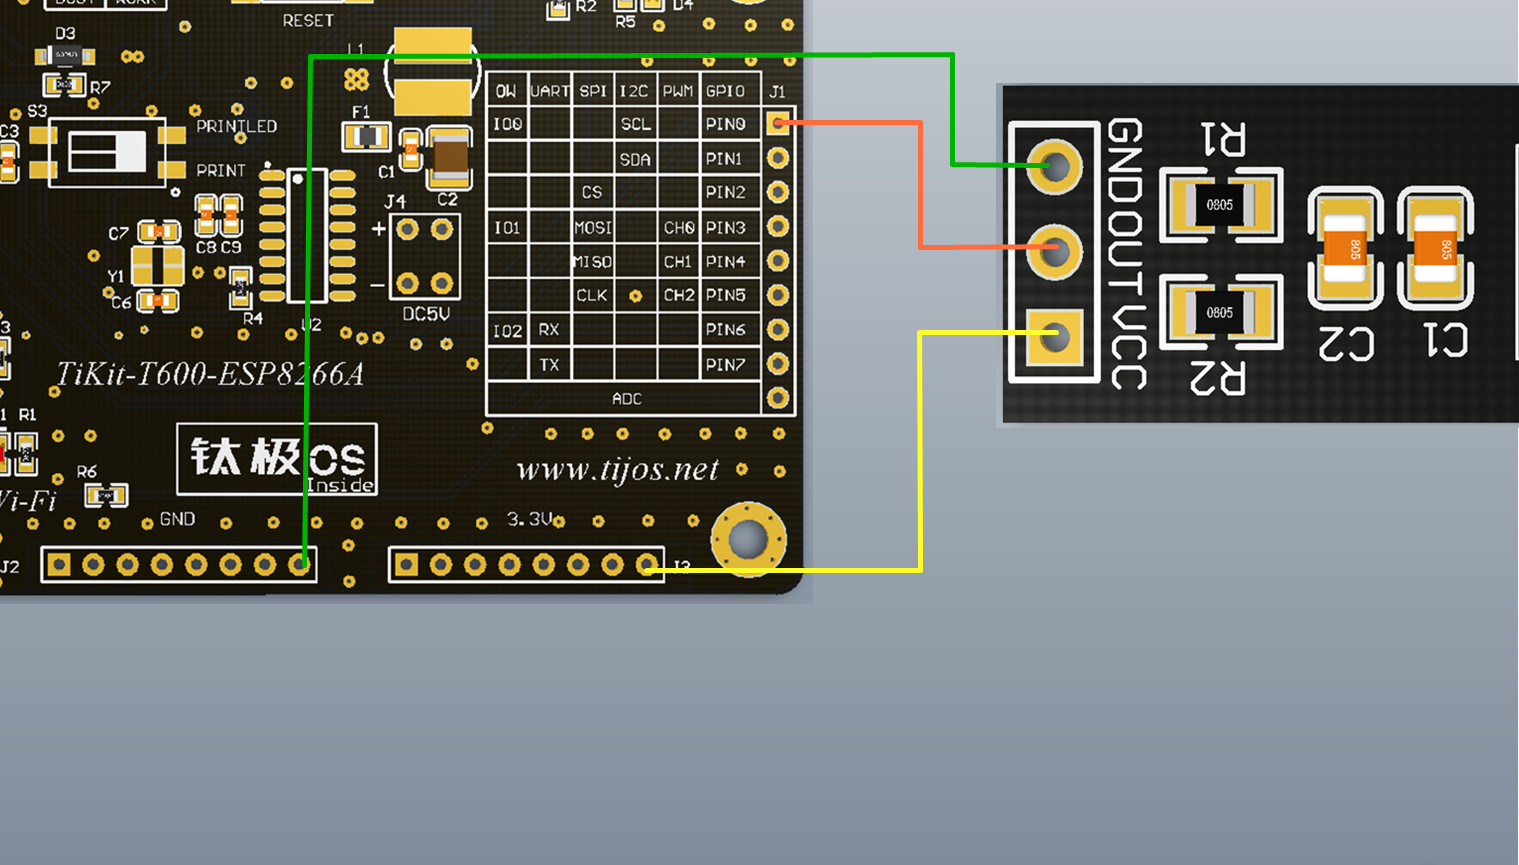 R2
R5
D4
RESET
D3
L1
R7
S3
PRINTLED
F1
OW UART SPI I2C PWM GPIO J1
IO0 SCL PIN0
C3
SDA PIN1
PRINT
C1
CS PIN2
C2
J4
IO1 MOSI CH0 PIN3
C7
C8 C9
+
MISO CH1 PIN4
Y1
CLK CH2 PIN5
C6
−
R4
DC5V
U2
IO2 RX PIN6
TX PIN7
TiKit-T600-ESP8266A
ADC
R1
钛极OS
Inside
R6
www.tijos.net
GND
3.3V
J2
J3
GND
OUT
VCC
R1
0805
R2
0805
C2
805
C1
805